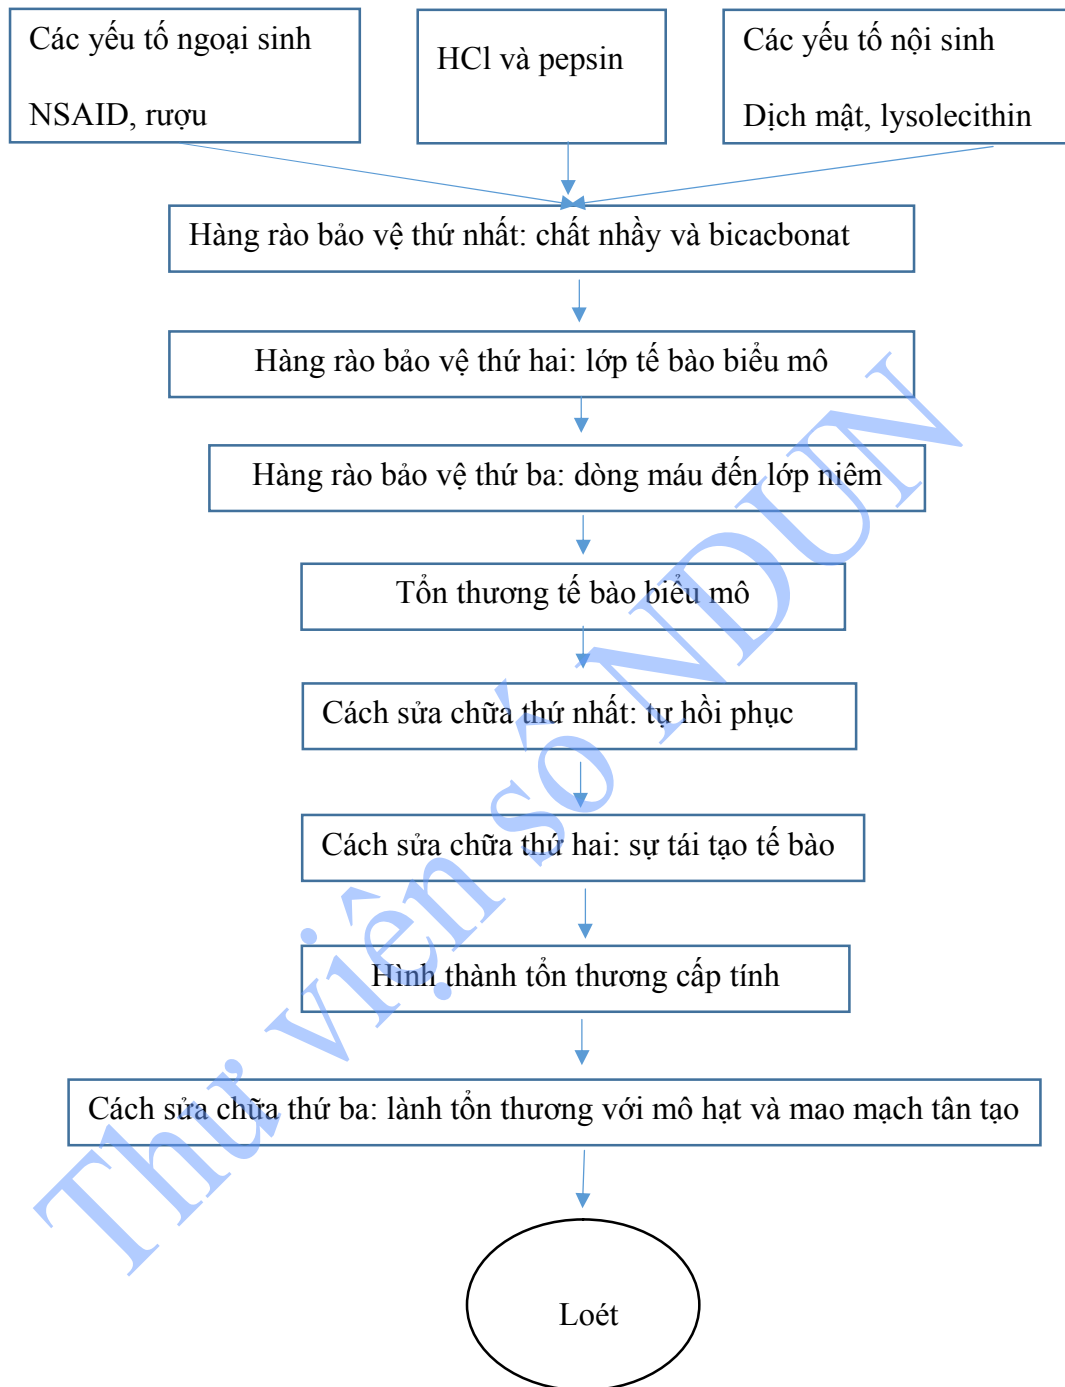 Các yếu tố ngoại sinh
NSAID, rượu
HCl và pepsin
Các yếu tố nội sinh
Dịch mật, lysolecithin
Hàng rào bảo vệ thứ nhất: chất nhầy và bicacbonat
Hàng rào bảo vệ thứ hai: lớp tế bào biểu mô
Hàng rào bảo vệ thứ ba: dòng máu đến lớp niêm
Tổn thương tế bào biểu mô
Cách sửa chữa thứ nhất: tự hồi phục
Cách sửa chữa thứ hai: sự tái tạo tế bào
Hình thành tổn thương cấp tính
Cách sửa chữa thứ ba: lành tổn thương với mô hạt và mao mạch tân tạo
Loét
Thư viện số NDUN